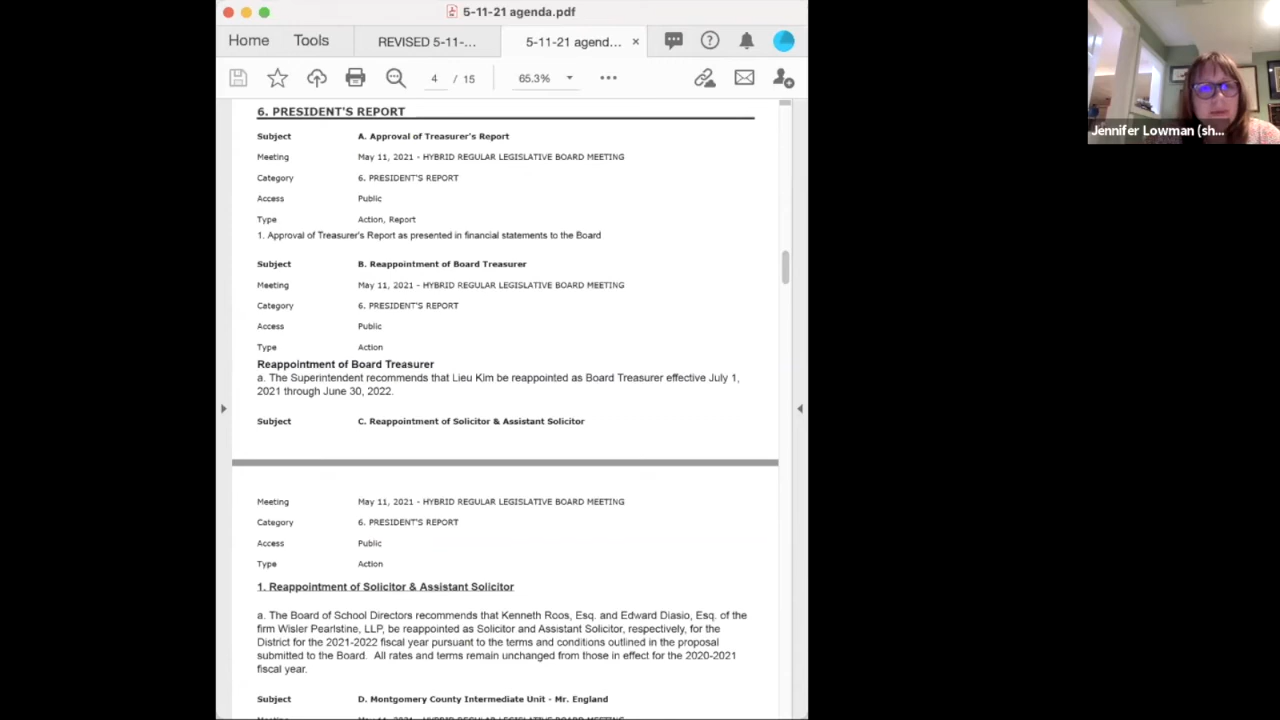 5-11-21 agenda.pdf
Home Tools REVISED 5-11-... 5-11-21 agend... ×
4 / 15 65.3%
6. PRESIDENT'S REPORT
Subject A. Approval of Treasurer's Report
Meeting May 11, 2021 - HYBRID REGULAR LEGISLATIVE BOARD MEETING
Category 6. PRESIDENT'S REPORT
Access Public
Type Action, Report
1. Approval of Treasurer's Report as presented in financial statements to the Board
Subject B. Reappointment of Board Treasurer
Meeting May 11, 2021 - HYBRID REGULAR LEGISLATIVE BOARD MEETING
Category 6. PRESIDENT'S REPORT
Access Public
Type Action
Reappointment of Board Treasurer
a. The Superintendent recommends that Lieu Kim be reappointed as Board Treasurer effective July 1,
2021 through June 30, 2022.
Subject C. Reappointment of Solicitor & Assistant Solicitor
Meeting May 11, 2021 - HYBRID REGULAR LEGISLATIVE BOARD MEETING
Category 6. PRESIDENT'S REPORT
Access Public
Type Action
1. Reappointment of Solicitor & Assistant Solicitor
a. The Board of School Directors recommends that Kenneth Roos, Esq. and Edward Diasio, Esq. of the
firm Wisler Pearlstine, LLP, be reappointed as Solicitor and Assistant Solicitor, respectively, for the
District for the 2021-2022 fiscal year pursuant to the terms and conditions outlined in the proposal
submitted to the Board. All rates and terms remain unchanged from those in effect for the 2020-2021
fiscal year.
Subject D. Montgomery County Intermediate Unit - Mr. England
Jennifer Lowman (sh...